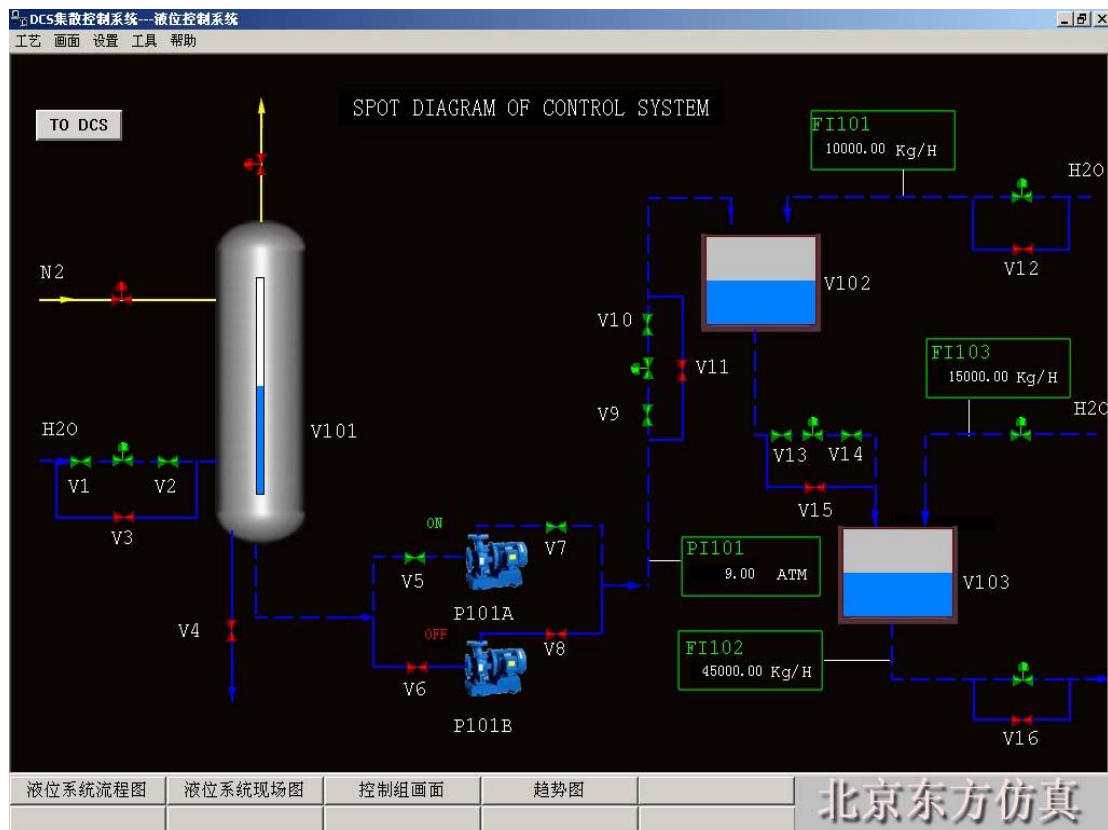 DCS集散控制系统---液位控制系统
工艺 画面 设置 工具 帮助
TO DCS
SPOT DIAGRAM OF CONTROL SYSTEM
FI101
10000.00 Kg/H
H2O
V12
N2
V102
V10
V11
FI103
15000.00 Kg/H
V9
H2O
H2O
V101
V1
V2
V13
V14
V3
V15
ON
V7
V5
PI101
9.00 ATM
V103
P101A
V4
OFF
V8
FI102
45000.00 Kg/H
V6
P101B
V16
液位系统流程图
液位系统现场图
控制组画面
趋势图
北京东方仿真